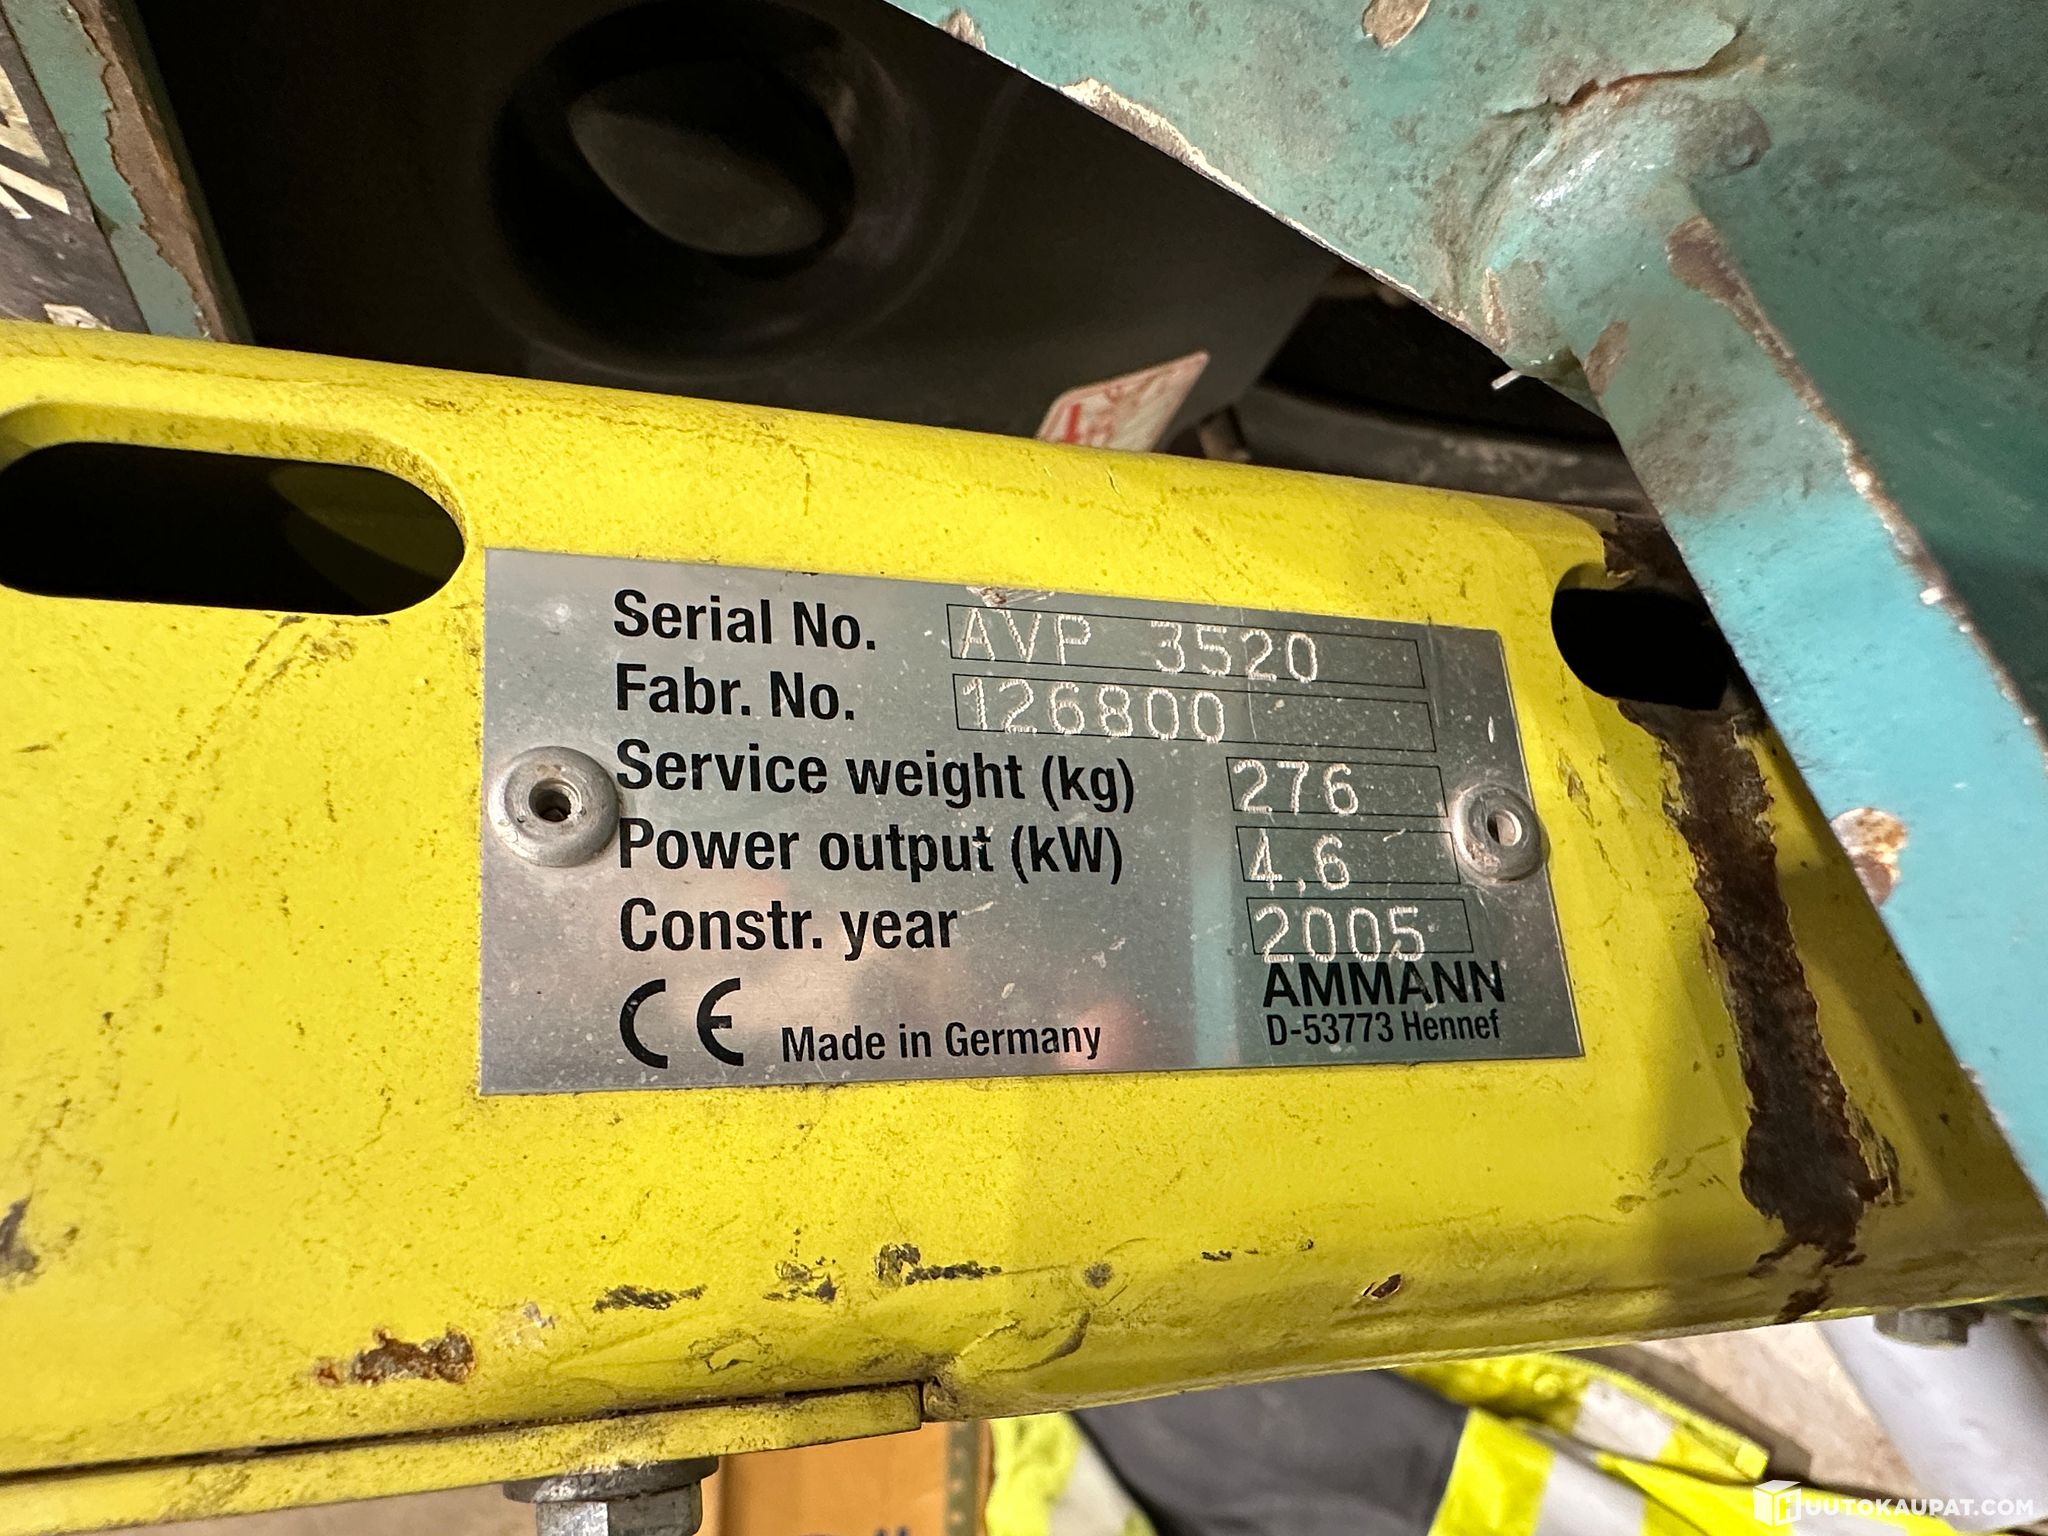 Serial No. AVP 3520
Fabr. No. 126800
Service weight (kg) 276
Power output (kW) 4,6
Constr. year 2005
CE Made in Germany
AMMANN
D-53773 Hennef
HUUTOKAUPAT.COM